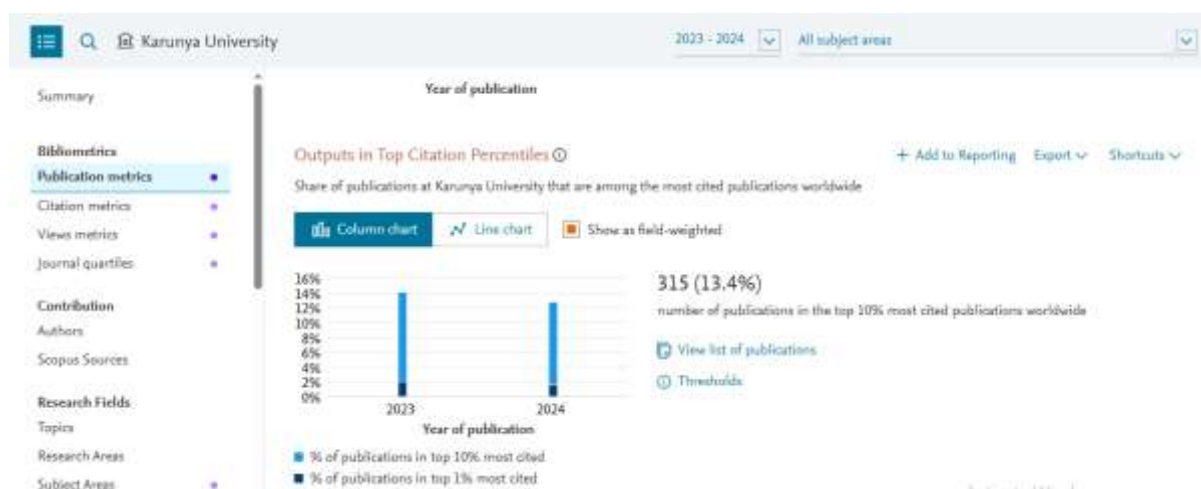 Karunya University
2023 - 2024
All subject areas
Summary
Bibliometrics
Publication metrics
Citation metrics
Views metrics
Journal quartiles
Contribution
Authors
Scopus Sources
Research Fields
Topics
Research Areas
Subject Areas
Year of publication
Outputs in Top Citation Percentiles
+ Add to Reporting
Export
Shortcuts
Share of publications at Karunya University that are among the most cited publications worldwide
Column chart
Line chart
Show as field-weighted
16%
14%
12%
10%
8%
6%
4%
2%
0%
2023
2024
Year of publication
% of publications in top 10% most cited
% of publications in top 1% most cited
315 (13.4%)
number of publications in the top 10% most cited publications worldwide
View list of publications
Thresholds